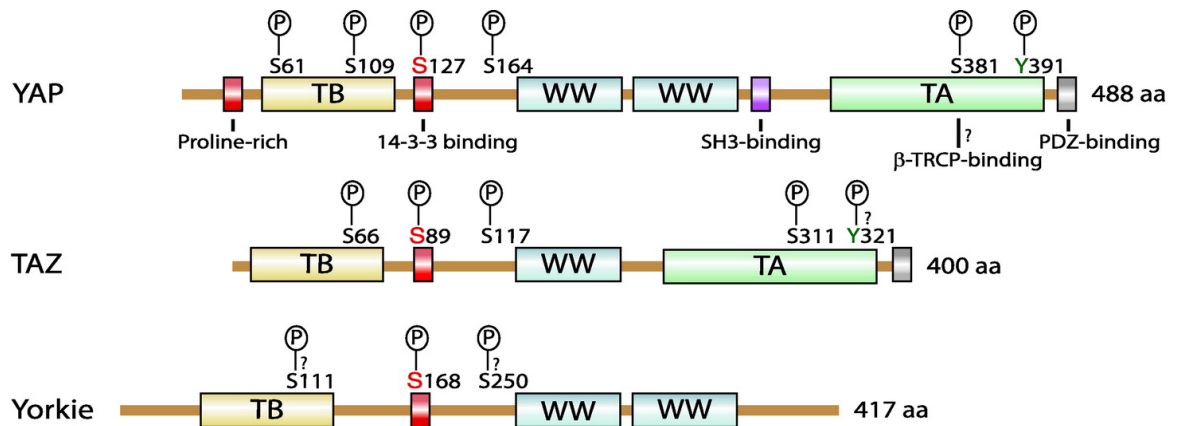 P P P P P P
S61 S109 S127 S164 S381 Y391
YAP TB WW WW TA 488 aa
Proline-rich 14-3-3 binding SH3-binding ? PDZ-binding
β-TRCP-binding
P P P P P
?
S66 S89 S117 S311 Y321
TAZ TB WW TA 400 aa
P P P
? ?
S111 S168 S250
Yorkie TB WW WW 417 aa